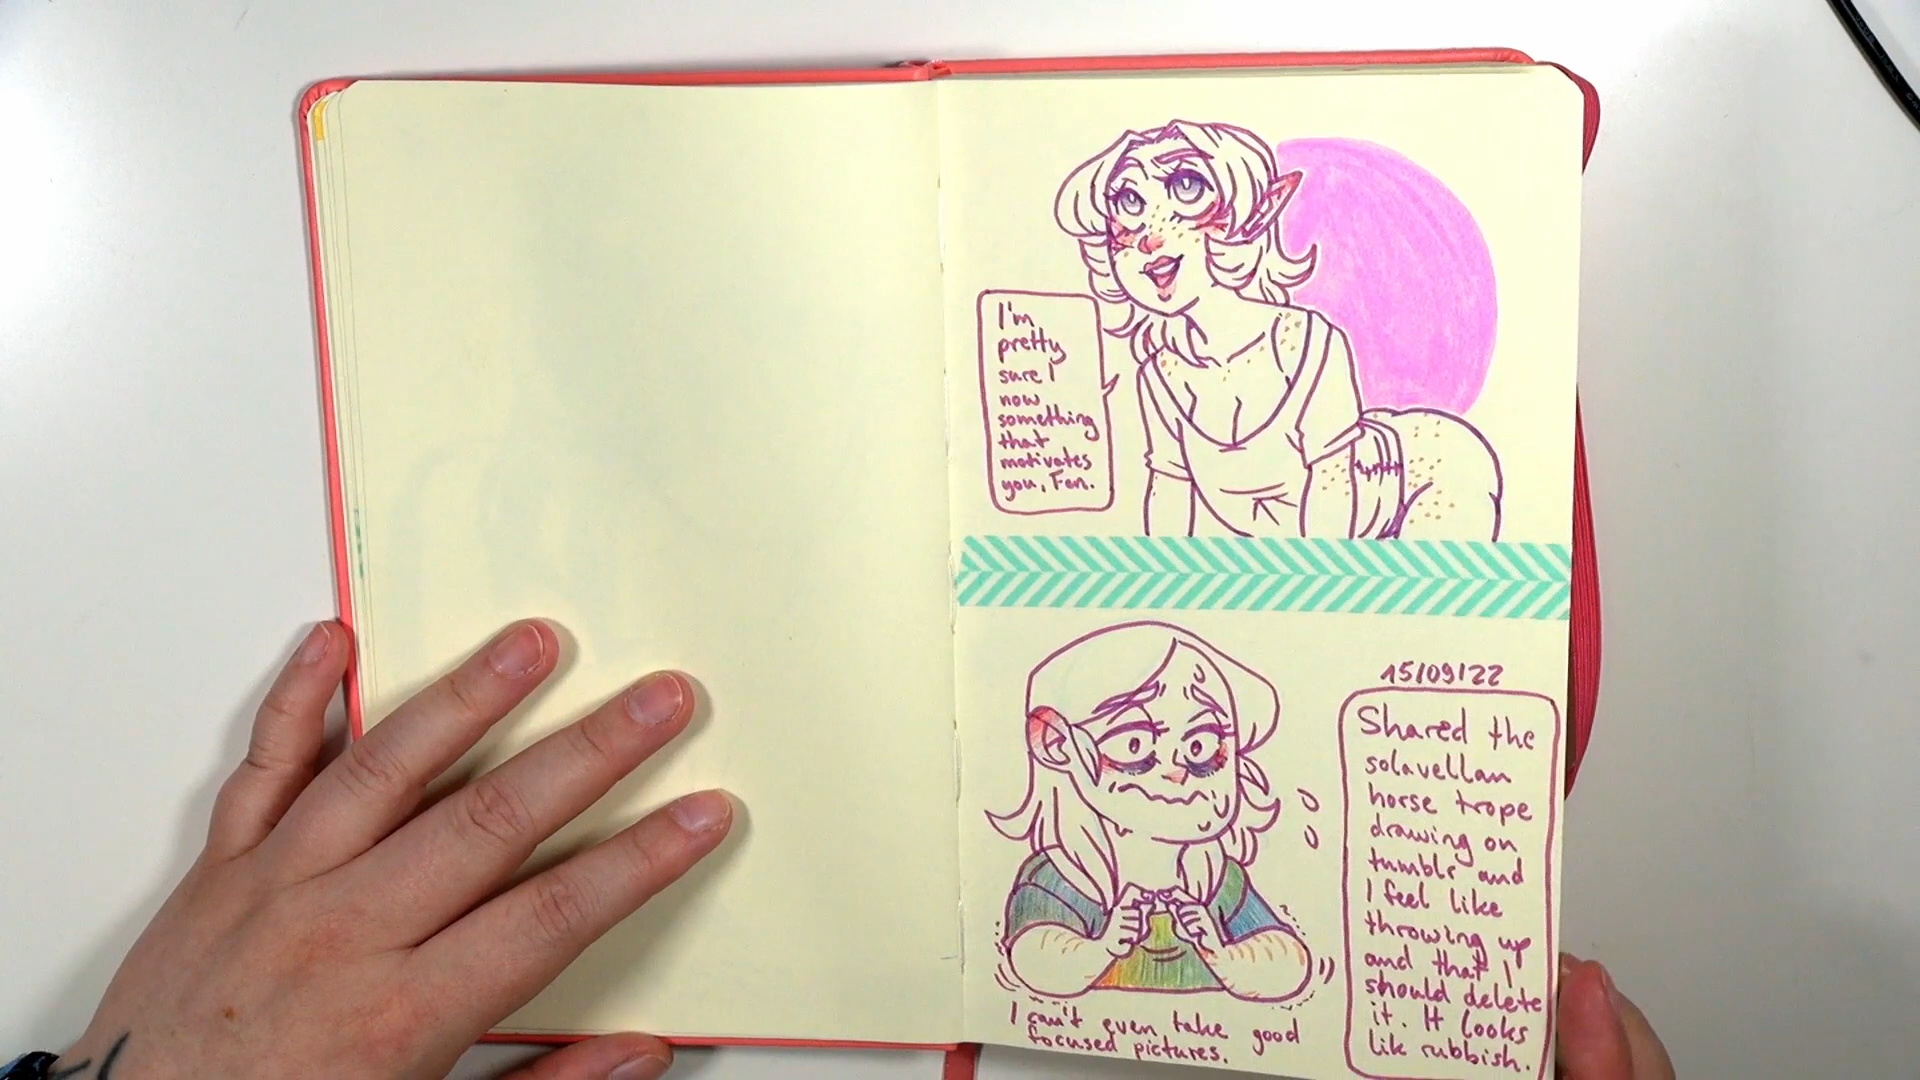 I'm
pretty
sure I
now
something
that
motivates
you, Fen.
15/09/22
Shared the
solavellan
horse trope
drawing on
tumblr and
I feel like
throwing up
and that I
should delete
it. It looks
like rubbish.
I can't even take good
focused pictures.